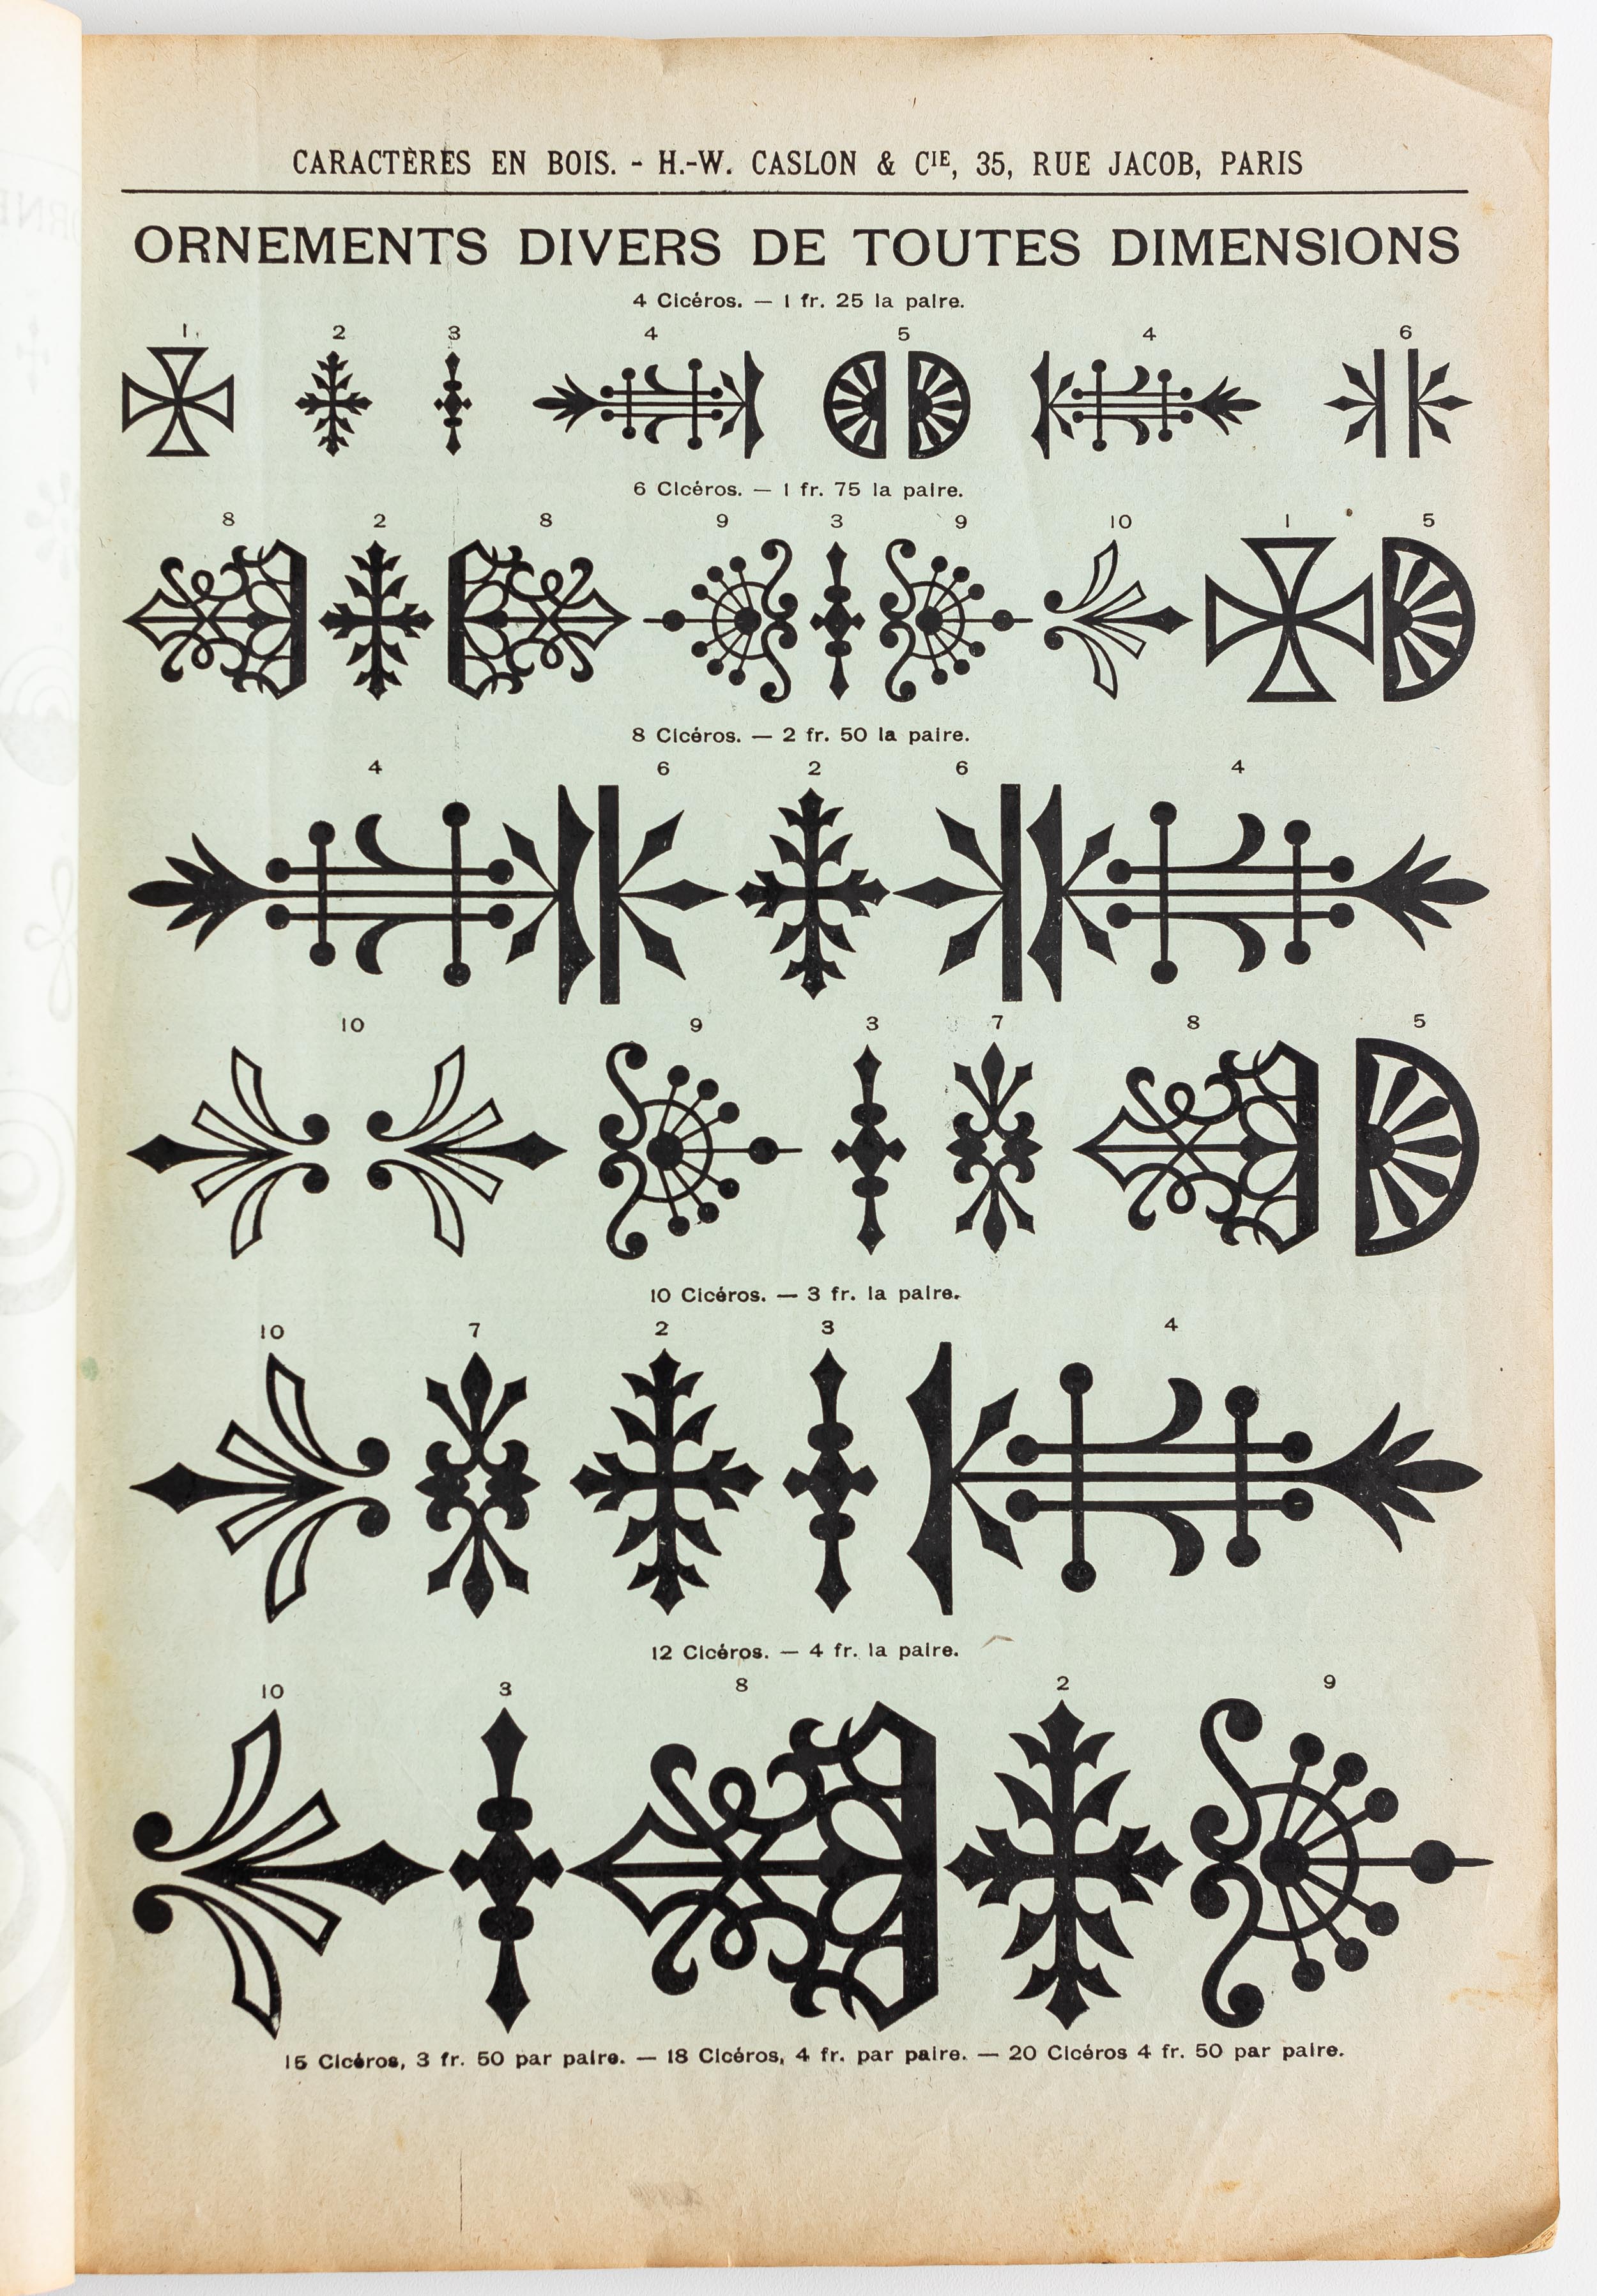 CARACTÈRES EN BOIS. - H.-W. CASLON & CIE, 35, RUE JACOB, PARIS
ORNEMENTS DIVERS DE TOUTES DIMENSIONS
4 Cicéros. — 1 fr. 25 la paire.
1 2 3 4 5 4 6
6 Cicéros. — 1 fr. 75 la paire.
8 2 8 9 3 9 10 1 5
8 Cicéros. — 2 fr. 50 la paire.
4 6 2 6 4
10 9 3 7 8 5
10 Cicéros. — 3 fr. la paire.
10 7 2 3 4
12 Cicéros. — 4 fr. la paire.
10 3 8 2 9
15 Cicéros, 3 fr. 50 par paire. — 18 Cicéros, 4 fr. par paire. — 20 Cicéros 4 fr. 50 par paire.